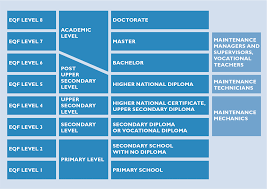 EQF LEVEL 8
ACADEMIC
LEVEL
DOCTORATE
EQF LEVEL 7
MASTER
MAINTENANCE
MANAGERS AND
SUPERVISORS,
VOCATIONAL
TEACHERS
EQF LEVEL 6
POST
UPPER
SECONDARY
LEVEL
BACHELOR
EQF LEVEL 5
HIGHER NATIONAL DIPLOMA
MAINTENANCE
TECHNICIANS
EQF LEVEL 4
UPPER
SECONDARY
LEVEL
HIGHER NATIONAL CERTIFICATE,
UPPER SECONDARY DIPLOMA
MAINTENANCE
MECHANICS
EQF LEVEL 3
SECONDARY
LEVEL
SECONDARY DIPLOMA
OR VOCATIONAL DIPLOMA
EQF LEVEL 2
PRIMARY LEVEL
SECONDARY SCHOOL
WITH NO DIPLOMA
EQF LEVEL 1
PRIMARY SCHOOL